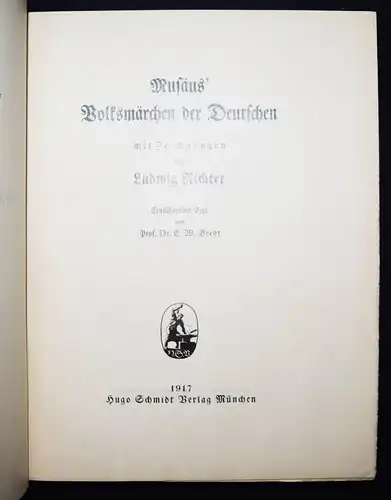 Musäus'
Volksmärchen der Deutschen
mit Zeichnungen
Ludwig Richter
Prof. Dr. E. W. Bredt
H S V
1917
Hugo Schmidt Verlag München